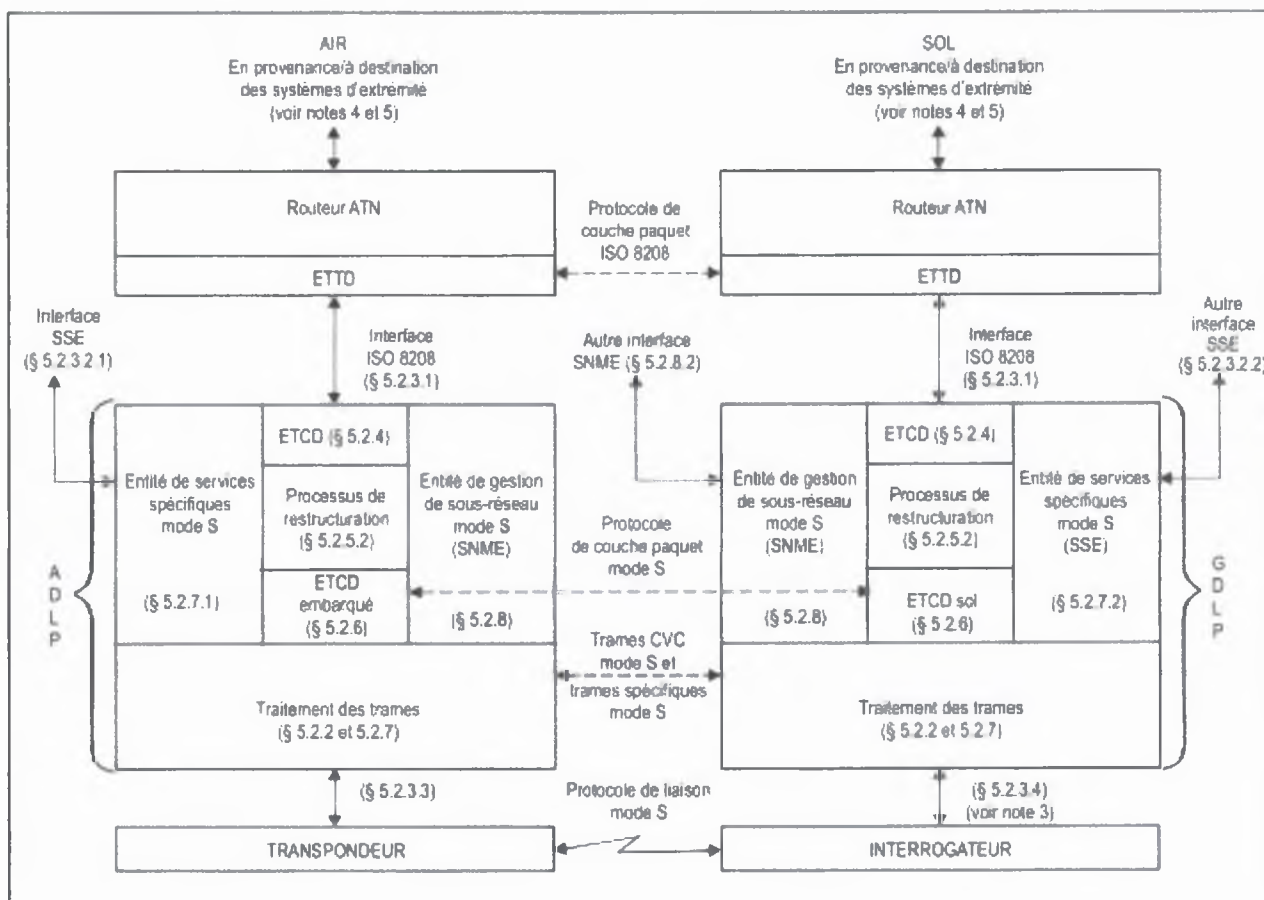 AIR
En provenance/à destination
des systèmes d'extrémité
(voir notes 4 et 5)
SOL
En provenance/à destination
des systèmes d'extrémité
(voir notes 4 et 5)
Routeur ATN
ETTD
Protocole de
couche paquet
ISO 8208
Routeur ATN
ETTD
Interface
SSE
(§ 5.2.3.2.1)
Interface
ISO 8208
(§ 5.2.3.1)
Autre interface
SNME (§ 5.2.8.2)
Interface
ISO 8208
(§ 5.2.3.1)
Autre
interface
SSE
(§ 5.2.3.2.2)
ADLP
Entité de services
spécifiques
mode S
(§ 5.2.7.1)
ETCD (§ 5.2.4)
Processus de
restructuration
(§ 5.2.5.2)
ETCD
embarqué
(§ 5.2.6)
Entité de gestion
de sous-réseau
mode S
(SNME)
(§ 5.2.8)
Protocole
de couche paquet
mode S
Entité de gestion
de sous-réseau
mode S
(SNME)
(§ 5.2.8)
ETCD (§ 5.2.4)
Processus de
restructuration
(§ 5.2.5.2)
ETCD sol
(§ 5.2.6)
Entité de services
spécifiques
mode S
(SSE)
(§ 5.2.7.2)
GDLP
Traitement des trames
(§ 5.2.2 et 5.2.7)
Trames CVC
mode S et
trames spécifiques
mode S
Traitement des trames
(§ 5.2.2 et 5.2.7)
(§ 5.2.3.3)
Protocole de liaison
mode S
(§ 5.2.3.4)
(voir note 3)
TRANSPONDEUR
INTERROGATEUR